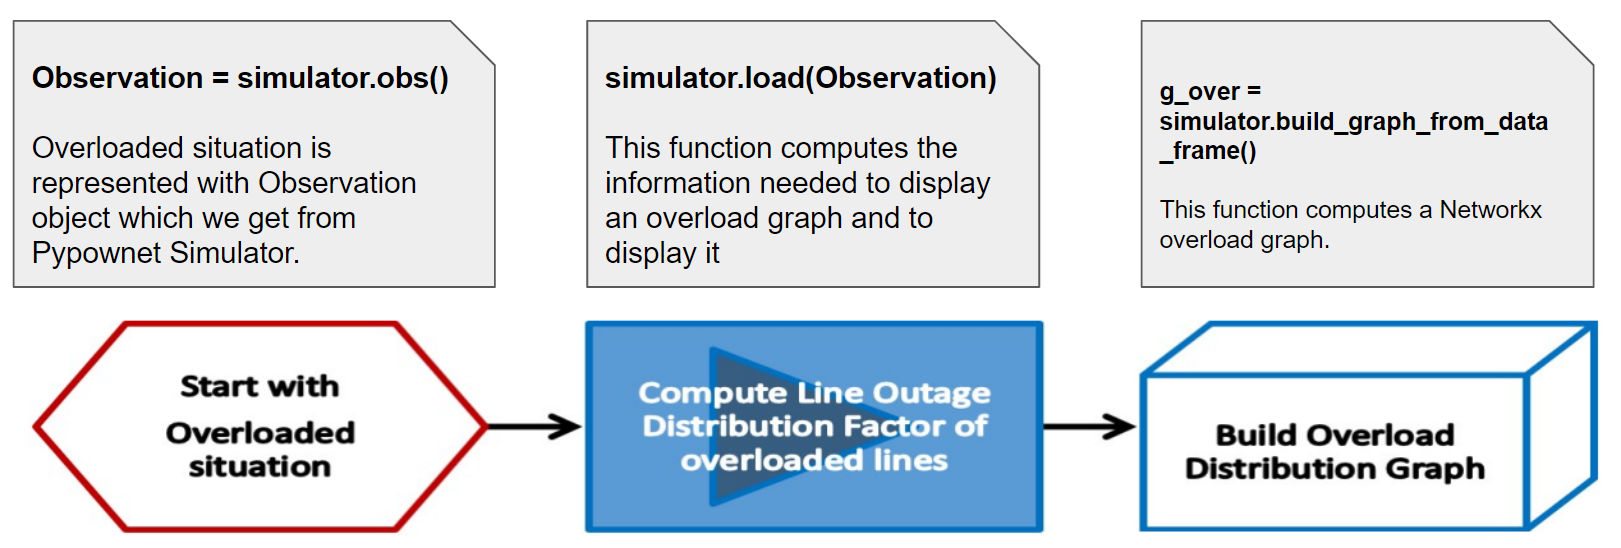 Observation = simulator.obs()
Overloaded situation is
represented with Observation
object which we get from
Pypownet Simulator.
simulator.load(Observation)
This function computes the
information needed to display
an overload graph and to
display it
g_over =
simulator.build_graph_from_data
_frame()
This function computes a Networkx
overload graph.
Start with
Overloaded
situation
Compute Line Outage
Distribution Factor of
overloaded lines
Build Overload
Distribution Graph